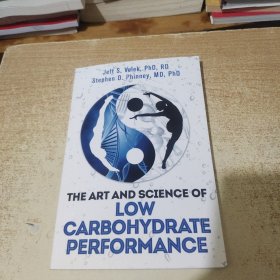 Jeff S. Volek, PhD, RD
Stephen D. Phinney, MD, PhD
THE ART AND SCIENCE OF
LOW
CARBOHYDRATE
PERFORMANCE